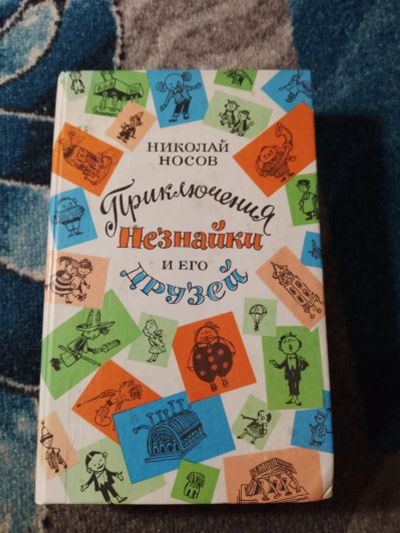 НИКОЛАЙ
НОСОВ
Приключения
Незнайки
И ЕГО
ДРУЗЕЙ